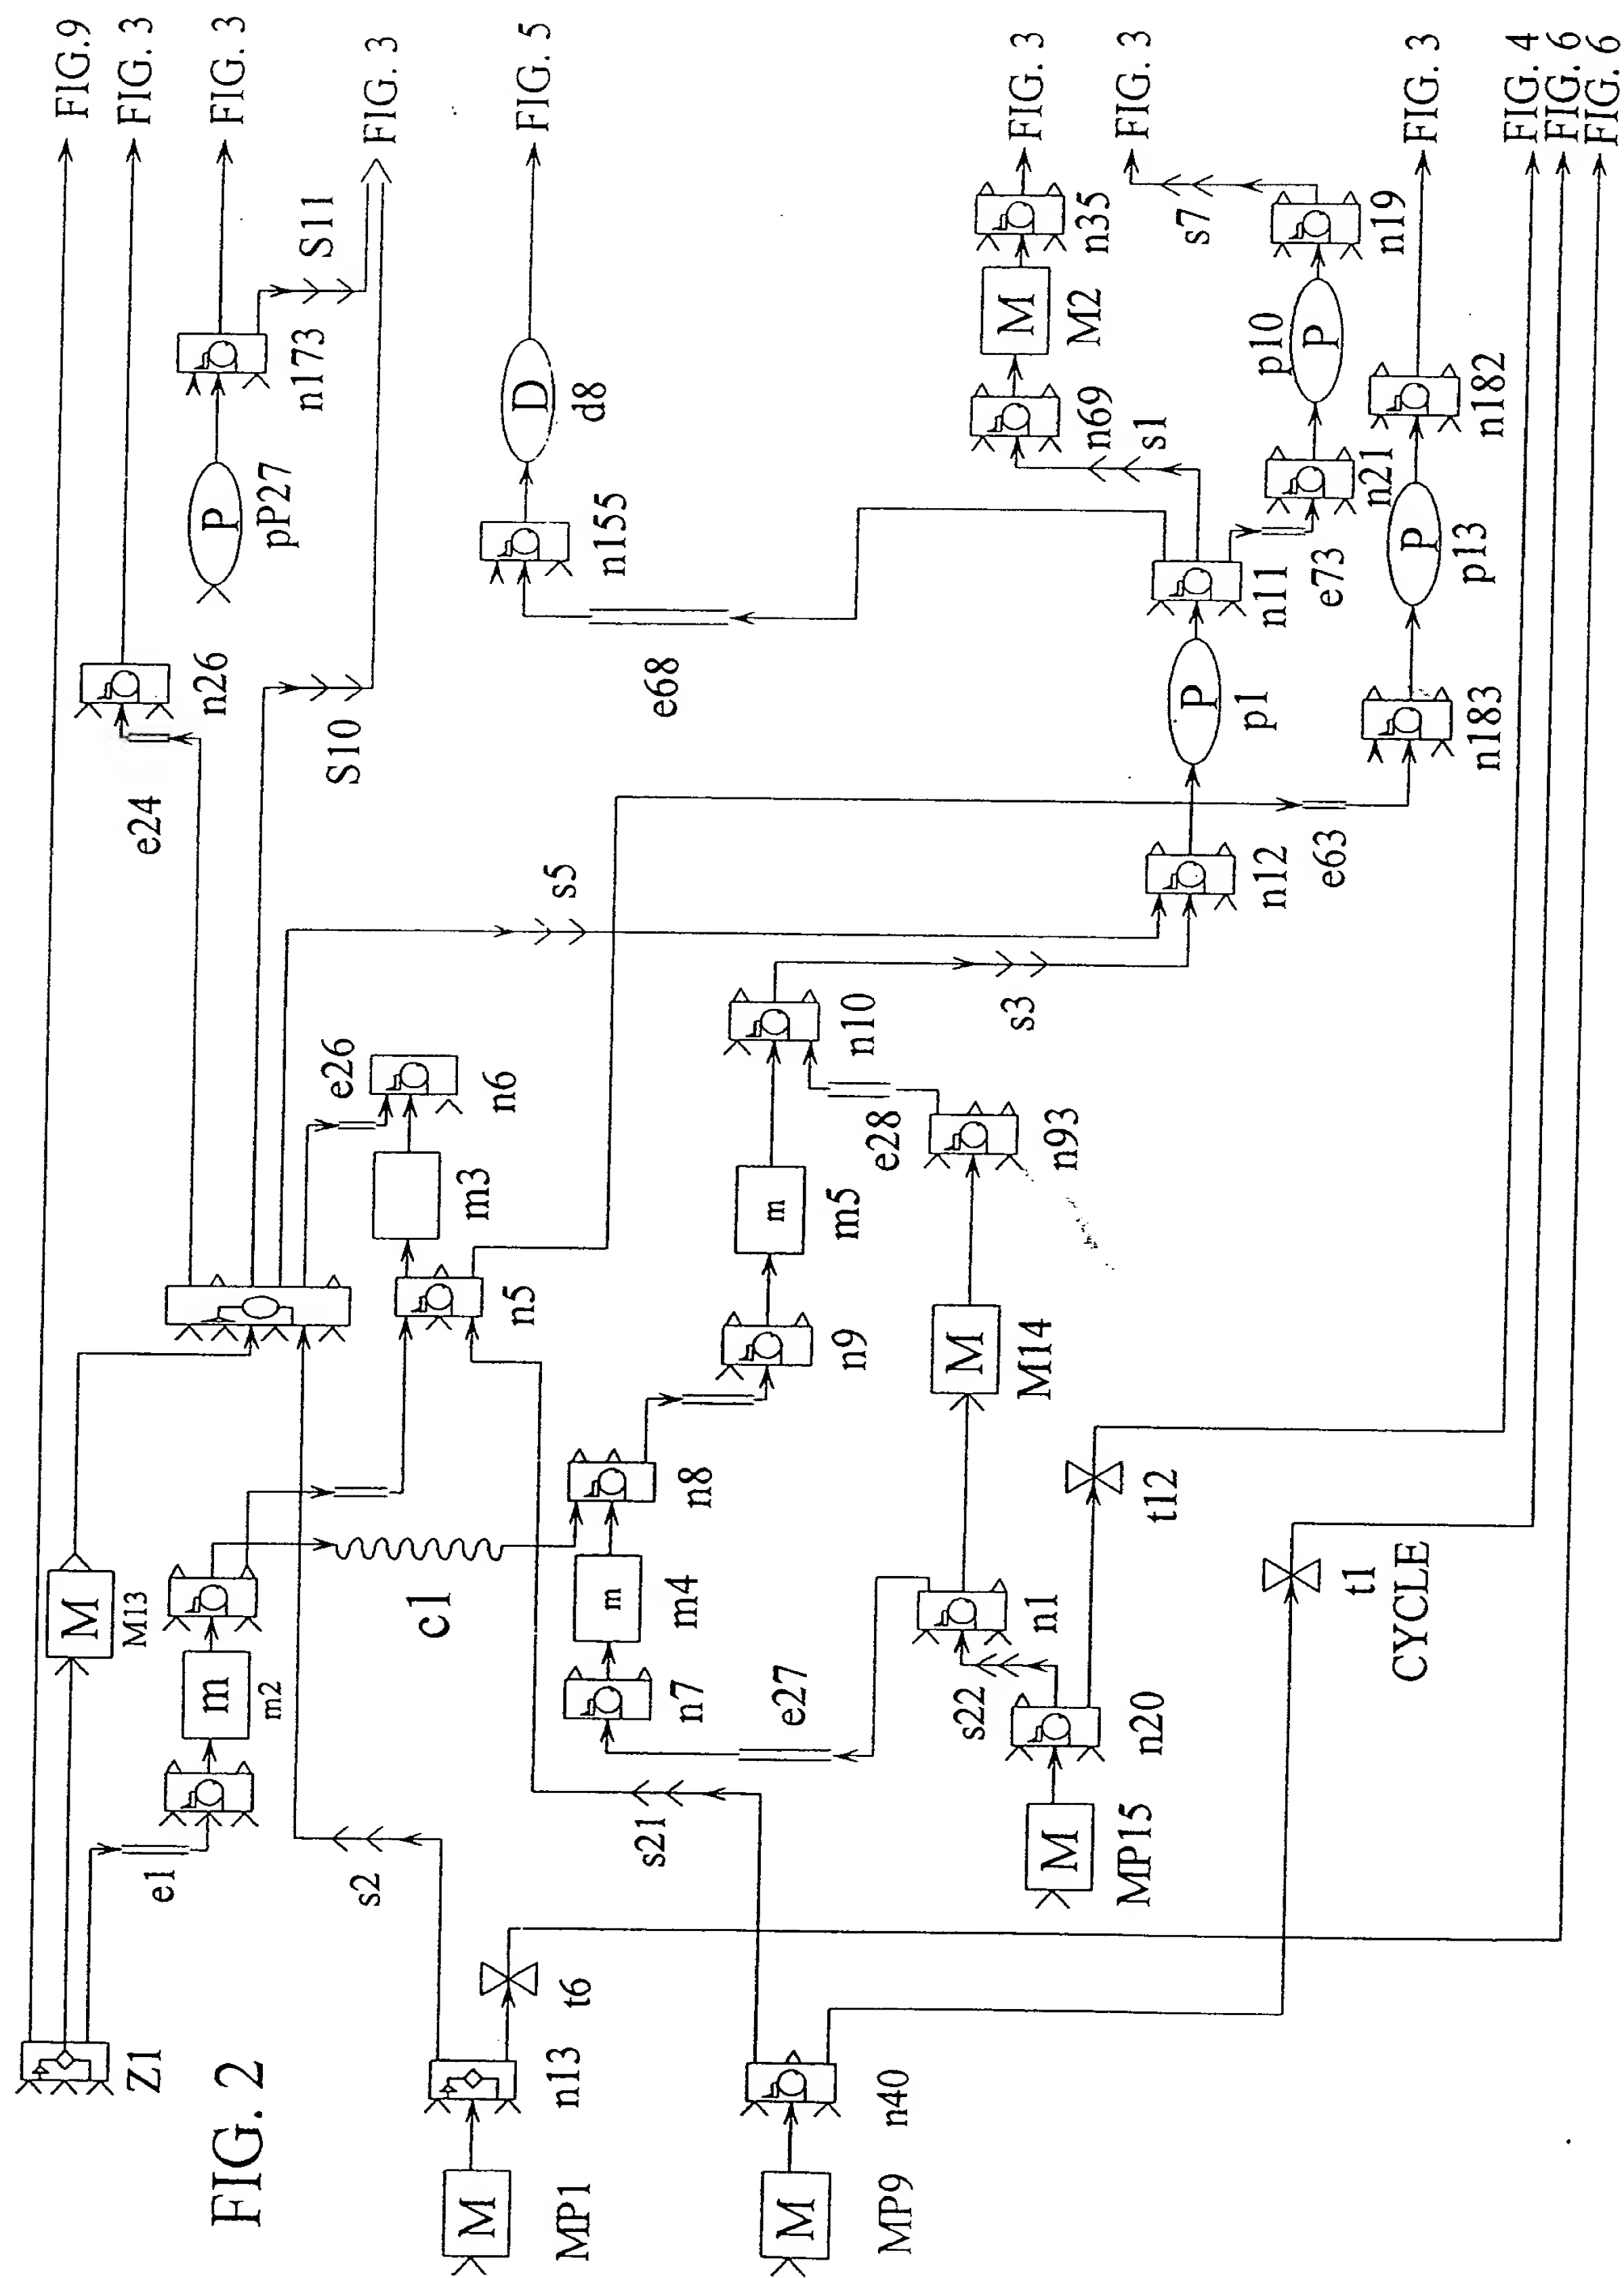 FIG. 2
FIG.9
FIG. 3
FIG. 3
FIG. 3
FIG. 5
FIG. 3
FIG. 3
FIG. 3
FIG. 4
FIG. 6
FIG. 6
Z1
M
M13
e1
m
m2
e24
n26
P
pP27
n173
S11
S10
s2
c1
e26
n6
m3
n5
s5
M
MP1
n13
t6
e27
n7
m
m4
n8
n9
m
m5
n10
s3
e68
n155
D
d8
M
MP9
n40
s21
s22
n1
M
M14
n93
e28
M
MP15
n20
t12
t1
CYCLE
n12
P
p1
n11
s1
n69
M
M2
n35
e73
n21
P
p10
n19
s7
e63
n183
P
p13
n182